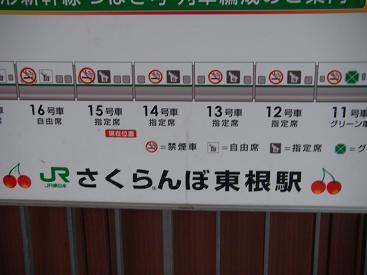 形新幹線 つばさ号 列車編成のご案内
16号車 15号車 14号車 13号車 12号車 11号車
自由席 指定席 指定席 指定席 指定席 グリーン車
現在位置
=禁煙車 =自由席 =指定席 =グ
JR さくらんぼ東根駅
JR東日本